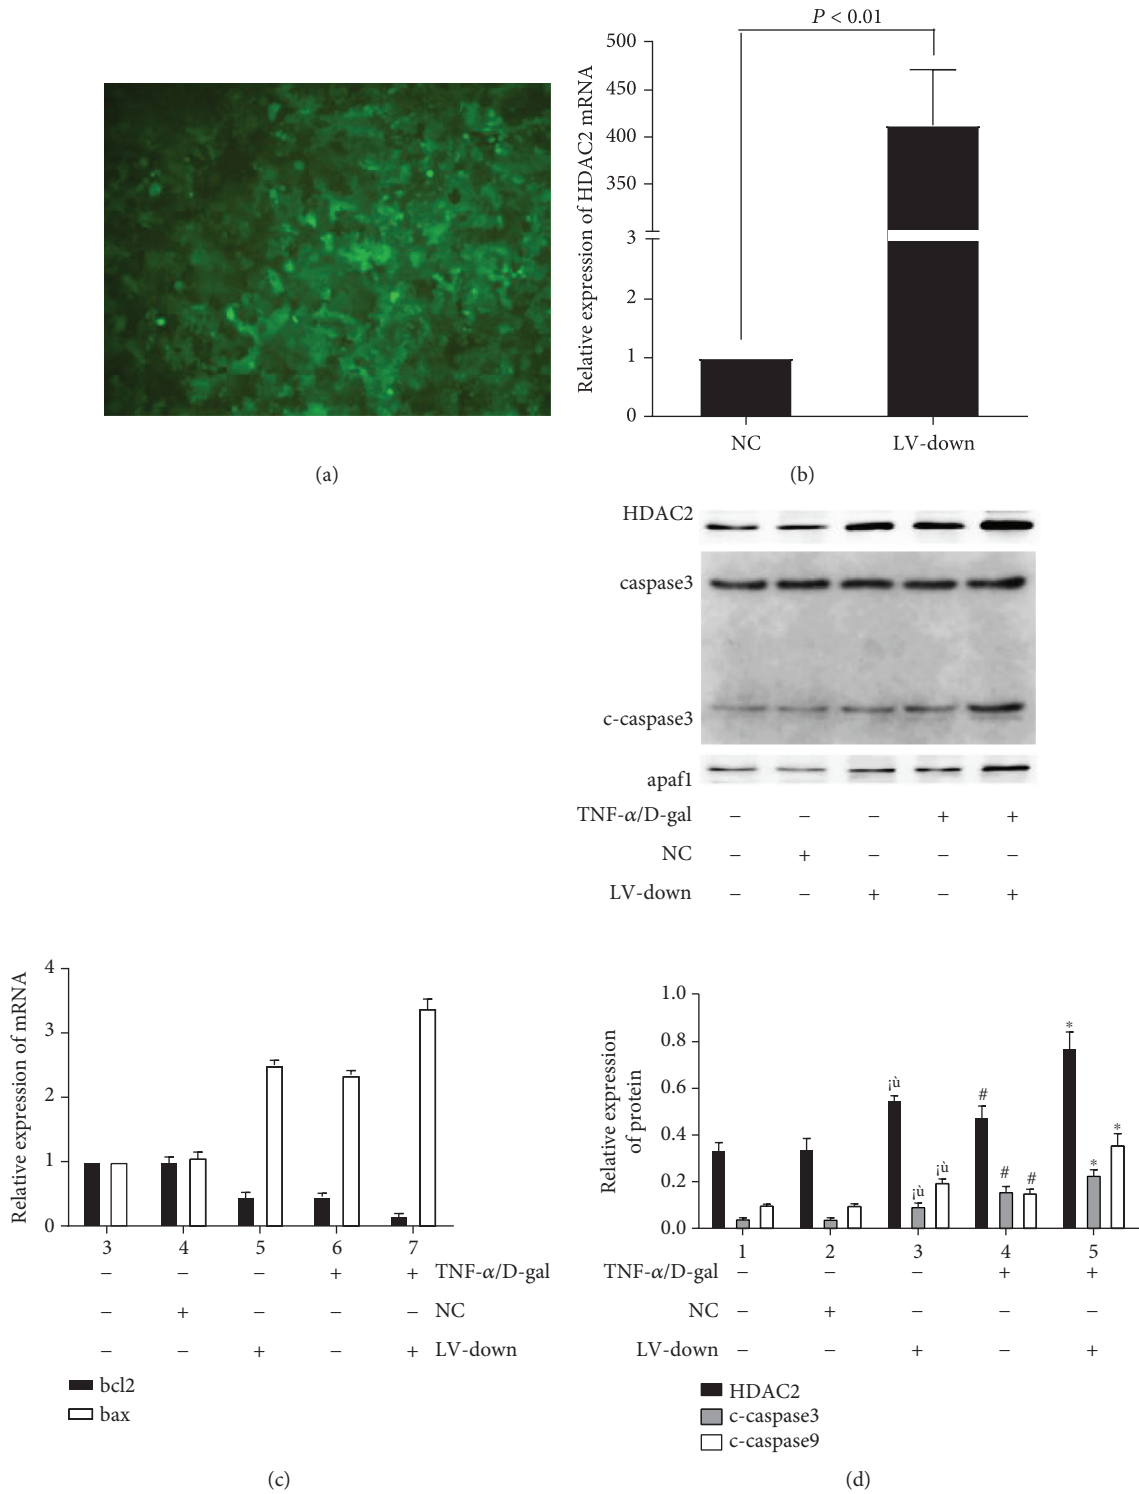 P < 0.01
Relative expression of HDAC2 mRNA
500
450
400
350
3
2
1
0
NC
LV-down
(a)
(b)
HDAC2
caspase3
c-caspase3
apaf1
TNF-α/D-gal − − − + +
NC − + − − −
LV-down − − + − +
Relative expression of mRNA
4
3
2
1
0
3 4 5 6 7
− − − + + TNF-α/D-gal
− + − − − NC
− − + − + LV-down
bcl2
bax
(c)
Relative expression
of protein
1.0
0.8
0.6
0.4
0.2
0.0
¡ù ¡ù ¡ù
# # #
* * *
1 2 3 4 5
TNF-α/D-gal − − − + +
NC − + − − −
LV-down − − + − +
HDAC2
c-caspase3
c-caspase9
(d)